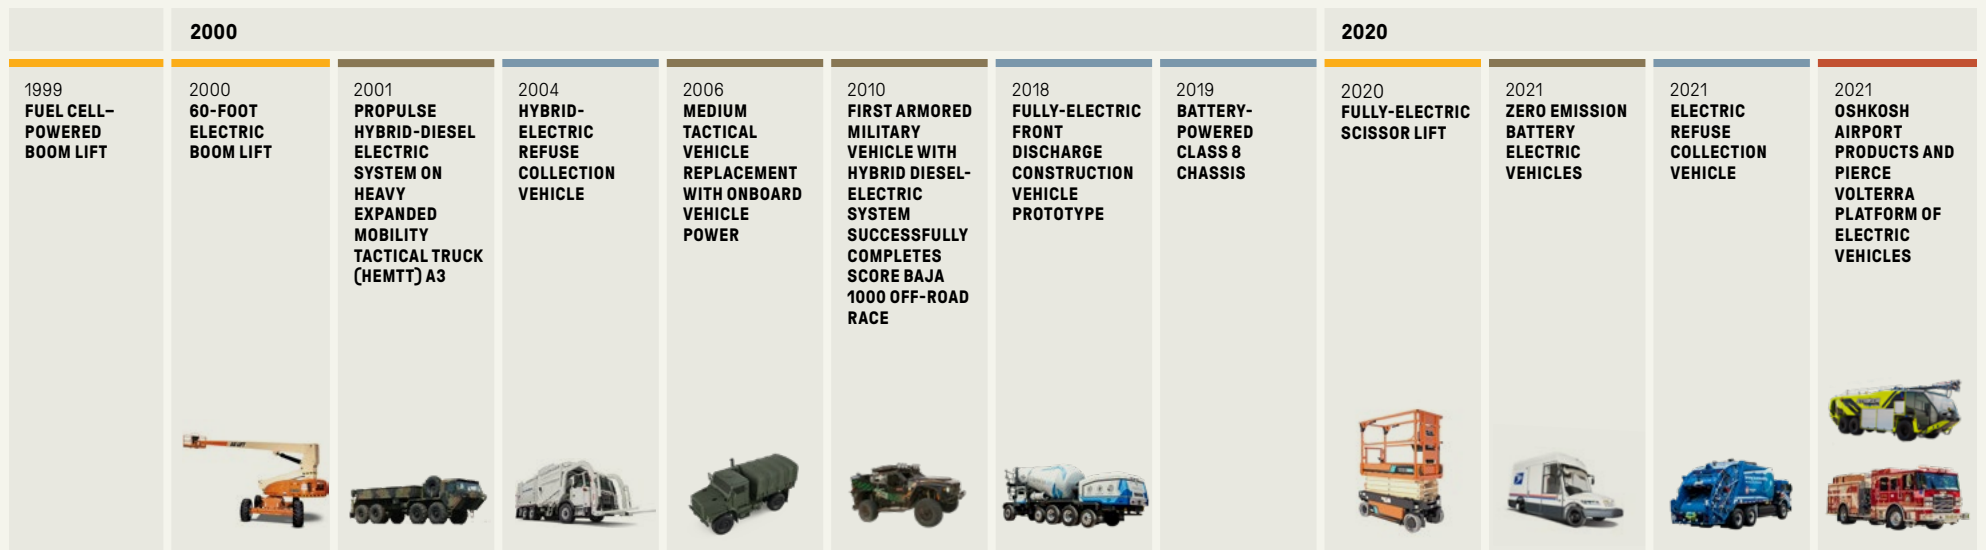 2000
2020
1999
FUEL CELL–
POWERED
BOOM LIFT
2000
60-FOOT
ELECTRIC
BOOM LIFT
2001
PROPULSE
HYBRID-DIESEL
ELECTRIC
SYSTEM ON
HEAVY
EXPANDED
MOBILITY
TACTICAL TRUCK
(HEMTT) A3
2004
HYBRID-
ELECTRIC
REFUSE
COLLECTION
VEHICLE
2006
MEDIUM
TACTICAL
VEHICLE
REPLACEMENT
WITH ONBOARD
VEHICLE
POWER
2010
FIRST ARMORED
MILITARY
VEHICLE WITH
HYBRID DIESEL-
ELECTRIC
SYSTEM
SUCCESSFULLY
COMPLETES
SCORE BAJA
1000 OFF-ROAD
RACE
2018
FULLY-ELECTRIC
FRONT
DISCHARGE
CONSTRUCTION
VEHICLE
PROTOTYPE
2019
BATTERY-
POWERED
CLASS 8
CHASSIS
2020
FULLY-ELECTRIC
SCISSOR LIFT
2021
ZERO EMISSION
BATTERY
ELECTRIC
VEHICLES
2021
ELECTRIC
REFUSE
COLLECTION
VEHICLE
2021
OSHKOSH
AIRPORT
PRODUCTS AND
PIERCE
VOLTERRA
PLATFORM OF
ELECTRIC
VEHICLES